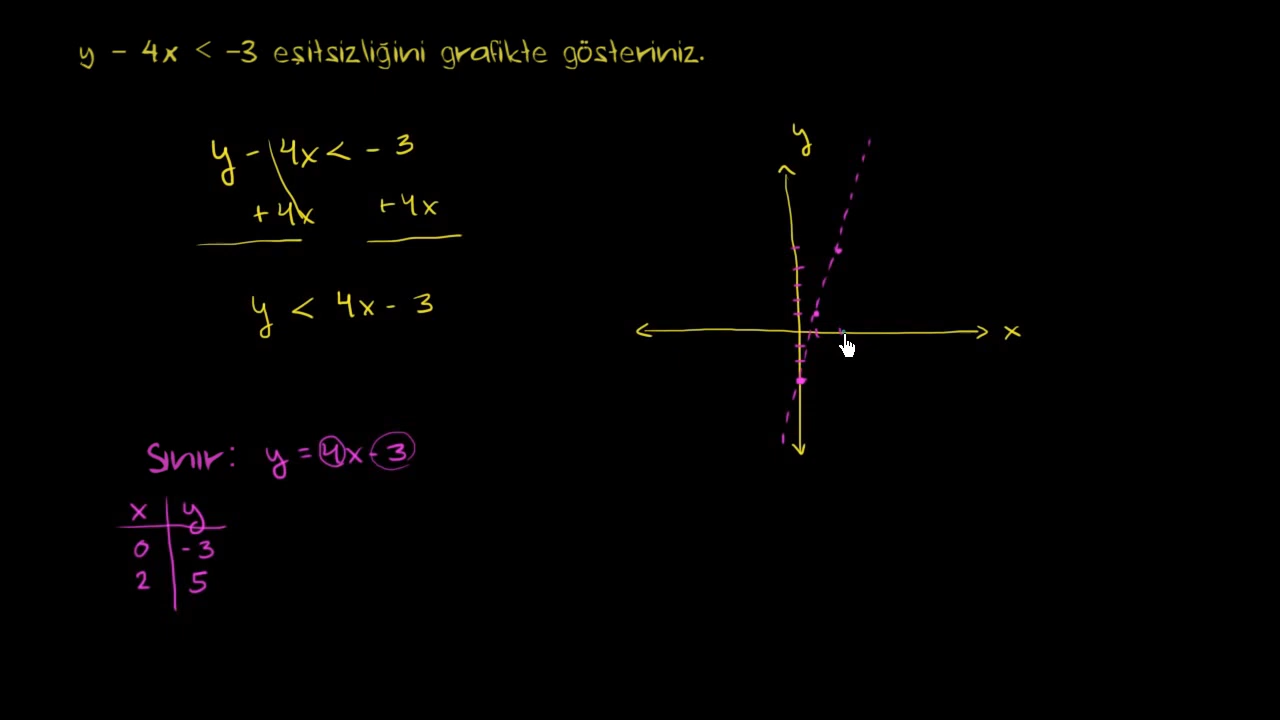 y - 4x < -3 eşitsizliğini grafikte gösteriniz.
y - 4x < - 3
+4x +4x
y < 4x - 3
Sınır: y = 4x - 3
x y
0 -3
2 5
y
x